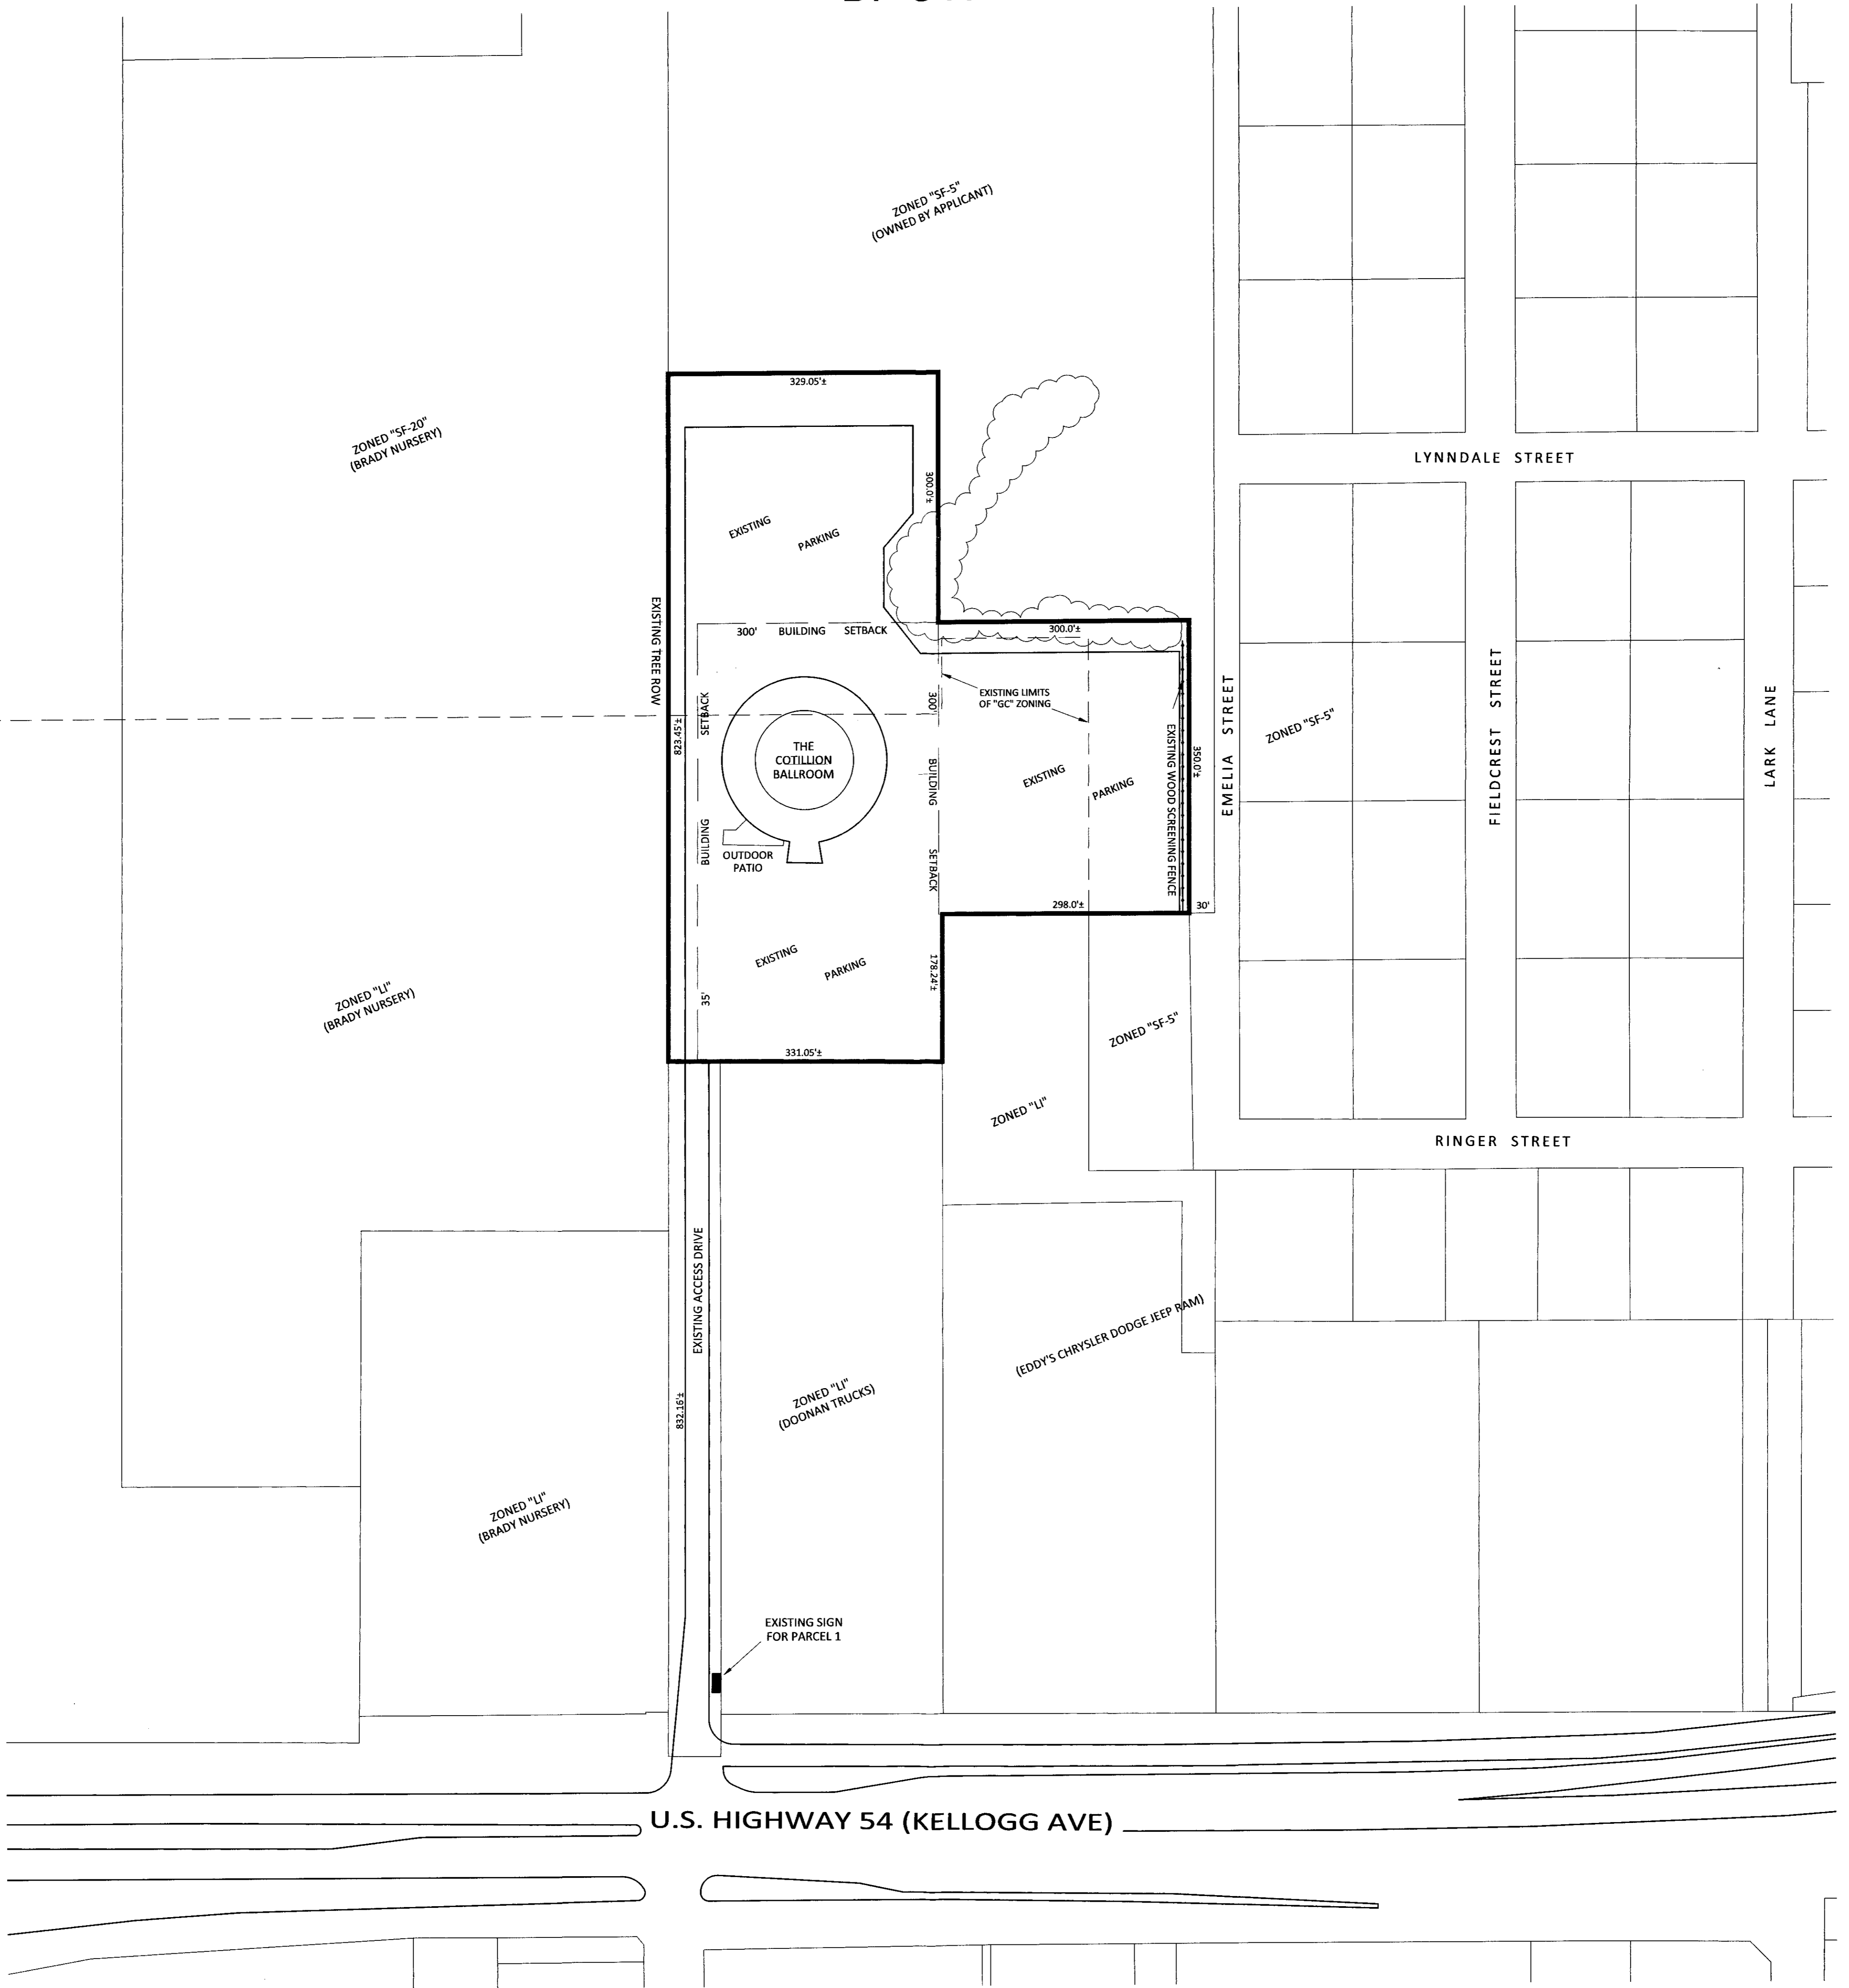 ZONED "SF-5"
(OWNED BY APPLICANT)
329.05'±
ZONED "SF-20"
(BRADY NURSERY)
LYNNDALE STREET
300.0'±
EXISTING
PARKING
EXISTING TREE ROW
300' BUILDING SETBACK
300.0'±
EXISTING LIMITS
OF "GC" ZONING
300'
BUILDING
SETBACK
BUILDING
SETBACK
35'
823.45'±
THE
COTILLION
BALLROOM
OUTDOOR
PATIO
EXISTING
PARKING
EXISTING WOOD SCREENING FENCE
350.0'±
EMELIA STREET
ZONED "SF-5"
FIELDCREST STREET
LARK LANE
298.0'±
30'
EXISTING
PARKING
178.24'±
ZONED "LI"
(BRADY NURSERY)
ZONED "SF-5"
331.05'±
ZONED "LI"
RINGER STREET
EXISTING ACCESS DRIVE
(EDDY'S CHRYSLER DODGE JEEP RAM)
832.16'±
ZONED "LI"
(DOONAN TRUCKS)
ZONED "LI"
(BRADY NURSERY)
EXISTING SIGN
FOR PARCEL 1
U.S. HIGHWAY 54 (KELLOGG AVE)